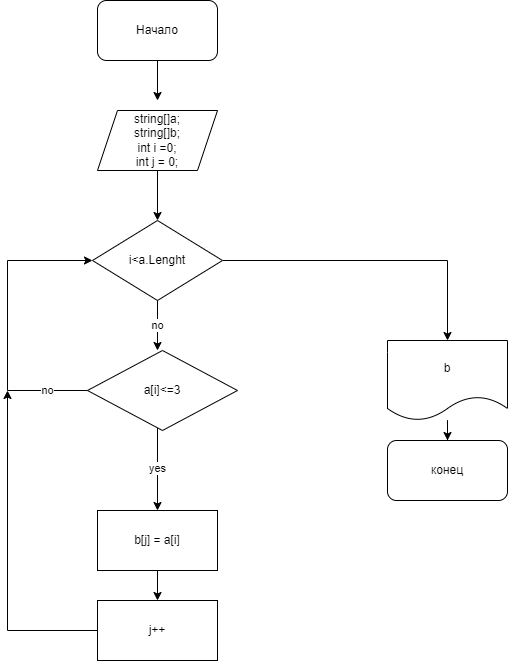 Начало
string[]a;
string[]b;
int i =0;
int j = 0;
i<a.Lenght
no
a[i]<=3
no
yes
b[j] = a[i]
j++
b
конец